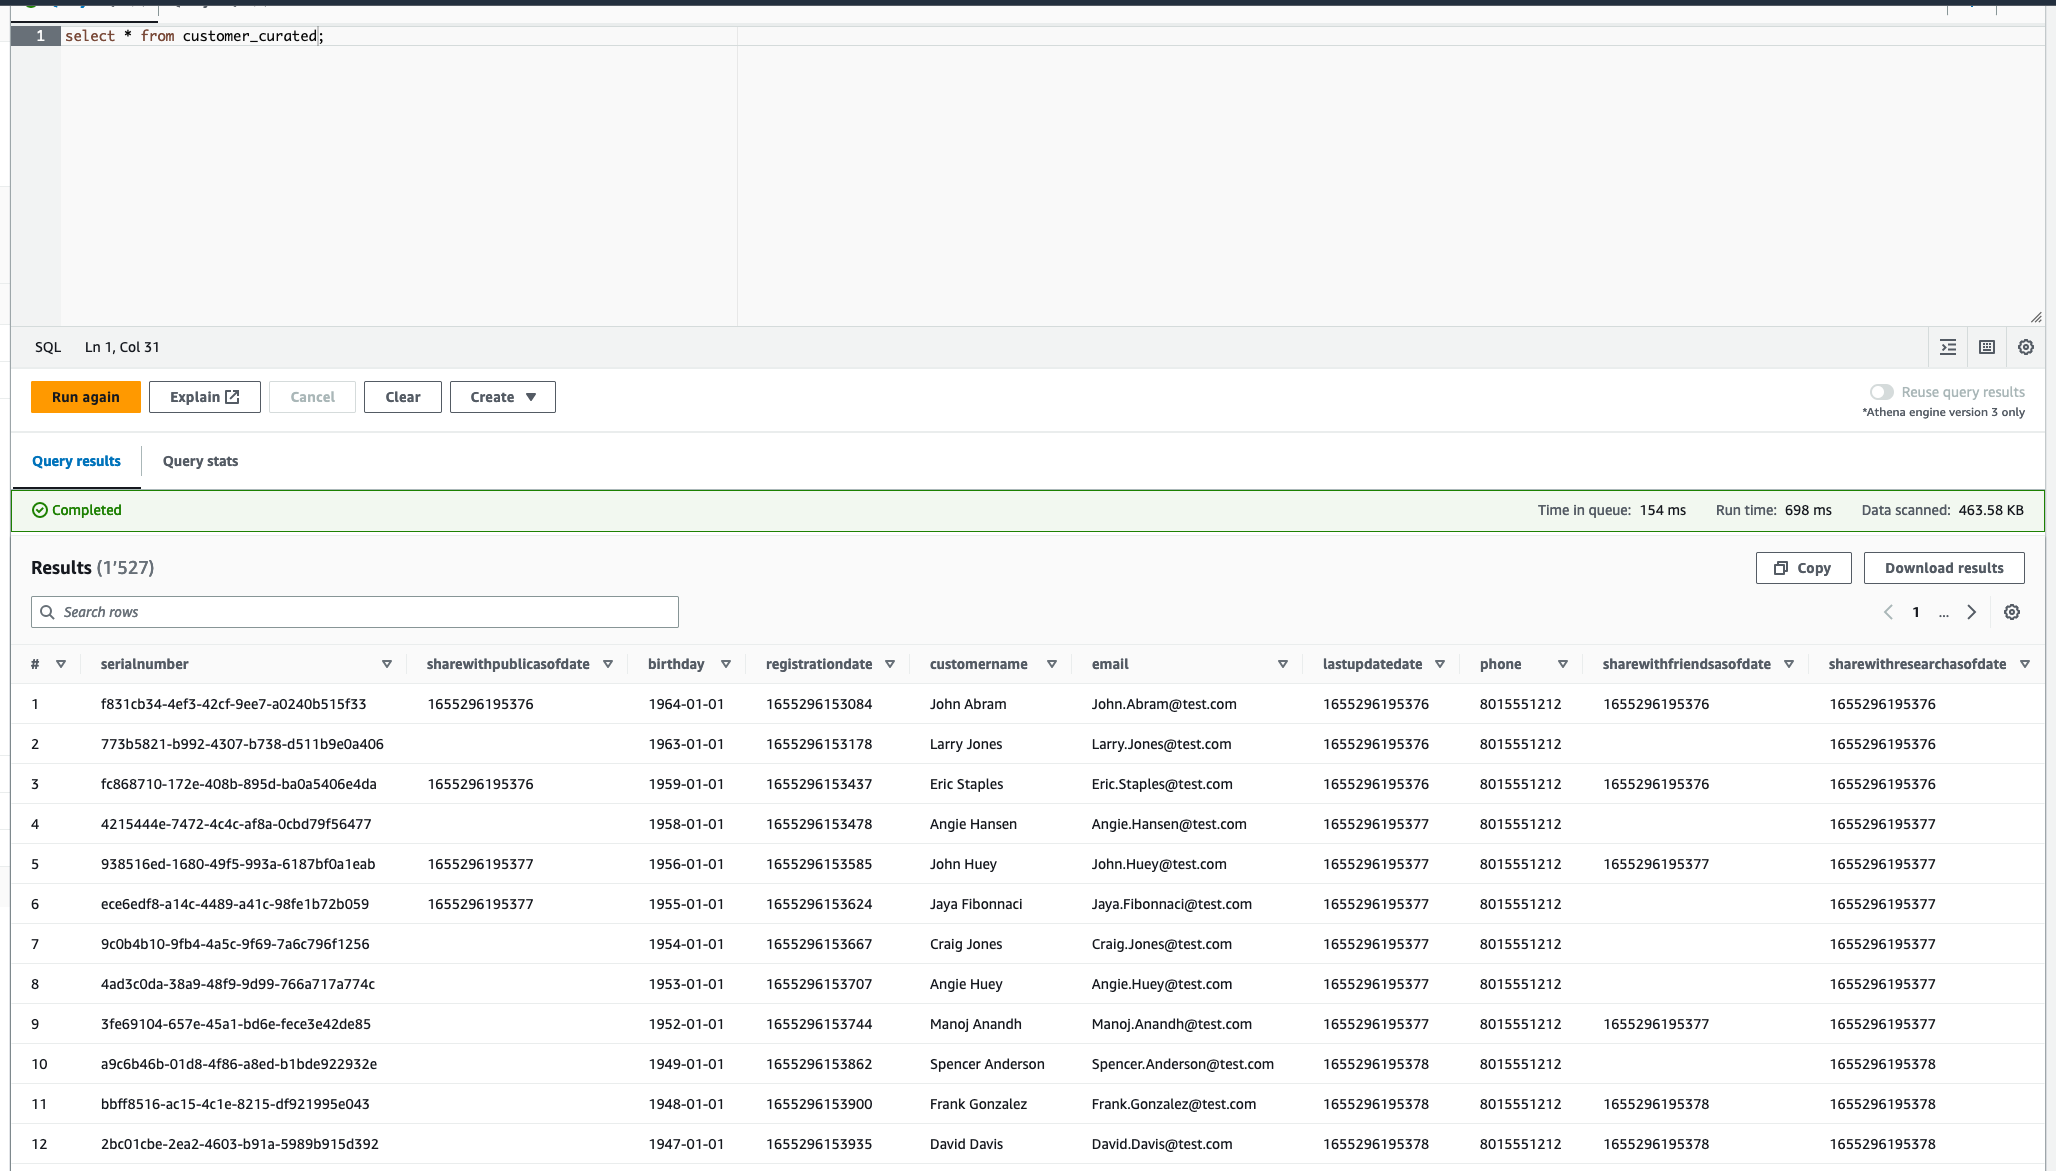 1 select * from customer_curated;
SQL Ln 1, Col 31
Run again Explain Cancel Clear Create
Reuse query results
*Athena engine version 3 only
Query results Query stats
Completed Time in queue: 154 ms Run time: 698 ms Data scanned: 463.58 KB
Results (1’527) Copy Download results
Search rows 1 ...
# serialnumber sharewithpublicasofdate birthday registrationdate customername email lastupdatedate phone sharewithfriendsasofdate sharewithresearchasofdate
1 f831cb34-4ef3-42cf-9ee7-a0240b515f33 1655296195376 1964-01-01 1655296153084 John Abram John.Abram@test.com 1655296195376 8015551212 1655296195376 1655296195376
2 773b5821-b992-4307-b738-d511b9e0a406 1963-01-01 1655296153178 Larry Jones Larry.Jones@test.com 1655296195376 8015551212 1655296195376
3 fc868710-172e-408b-895d-ba0a5406e4da 1655296195376 1959-01-01 1655296153437 Eric Staples Eric.Staples@test.com 1655296195376 8015551212 1655296195376 1655296195376
4 4215444e-7472-4c4c-af8a-0cbd79f56477 1958-01-01 1655296153478 Angie Hansen Angie.Hansen@test.com 1655296195377 8015551212 1655296195377
5 938516ed-1680-49f5-993a-6187bf0a1eab 1655296195377 1956-01-01 1655296153585 John Huey John.Huey@test.com 1655296195377 8015551212 1655296195377 1655296195377
6 ece6edf8-a14c-4489-a41c-98fe1b72b059 1655296195377 1955-01-01 1655296153624 Jaya Fibonnaci Jaya.Fibonnaci@test.com 1655296195377 8015551212 1655296195377
7 9c0b4b10-9fb4-4a5c-9f69-7a6c796f1256 1954-01-01 1655296153667 Craig Jones Craig.Jones@test.com 1655296195377 8015551212 1655296195377
8 4ad3c0da-38a9-48f9-9d99-766a717a774c 1953-01-01 1655296153707 Angie Huey Angie.Huey@test.com 1655296195377 8015551212 1655296195377
9 3fe69104-657e-45a1-bd6e-fece3e42de85 1952-01-01 1655296153744 Manoj Anandh Manoj.Anandh@test.com 1655296195377 8015551212 1655296195377 1655296195377
10 a9c6b46b-01d8-4f86-a8ed-b1bde922932e 1949-01-01 1655296153862 Spencer Anderson Spencer.Anderson@test.com 1655296195378 8015551212 1655296195378
11 bbff8516-ac15-4c1e-8215-df921995e043 1948-01-01 1655296153900 Frank Gonzalez Frank.Gonzalez@test.com 1655296195378 8015551212 1655296195378 1655296195378
12 2bc01cbe-2ea2-4603-b91a-5989b915d392 1947-01-01 1655296153935 David Davis David.Davis@test.com 1655296195378 8015551212 1655296195378 1655296195378